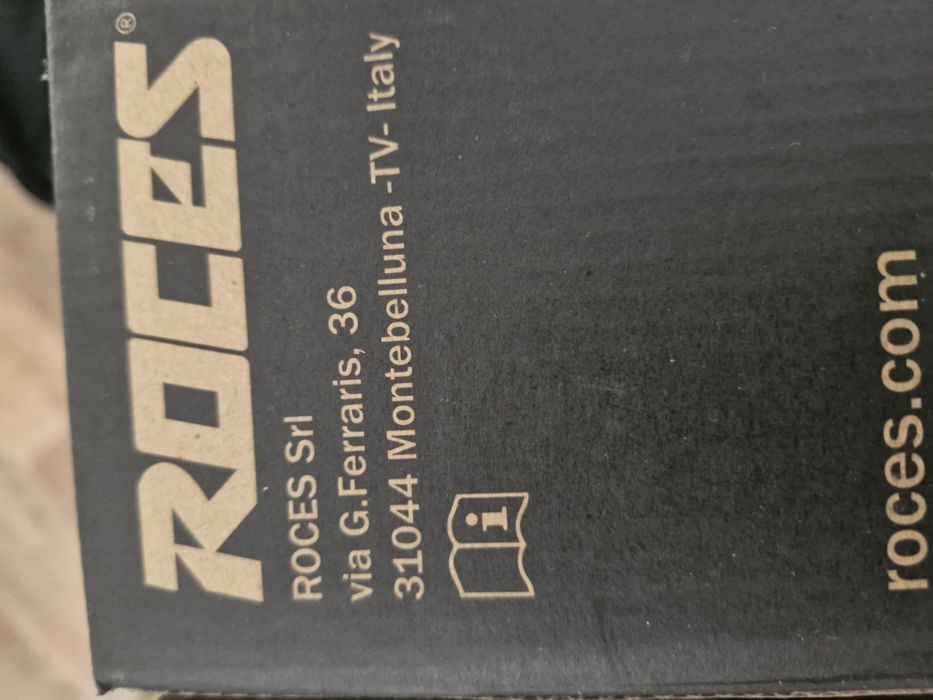 ROCES®
ROCES Srl
via G.Ferraris, 36
31044 Montebelluna -TV- Italy
i
roces.com